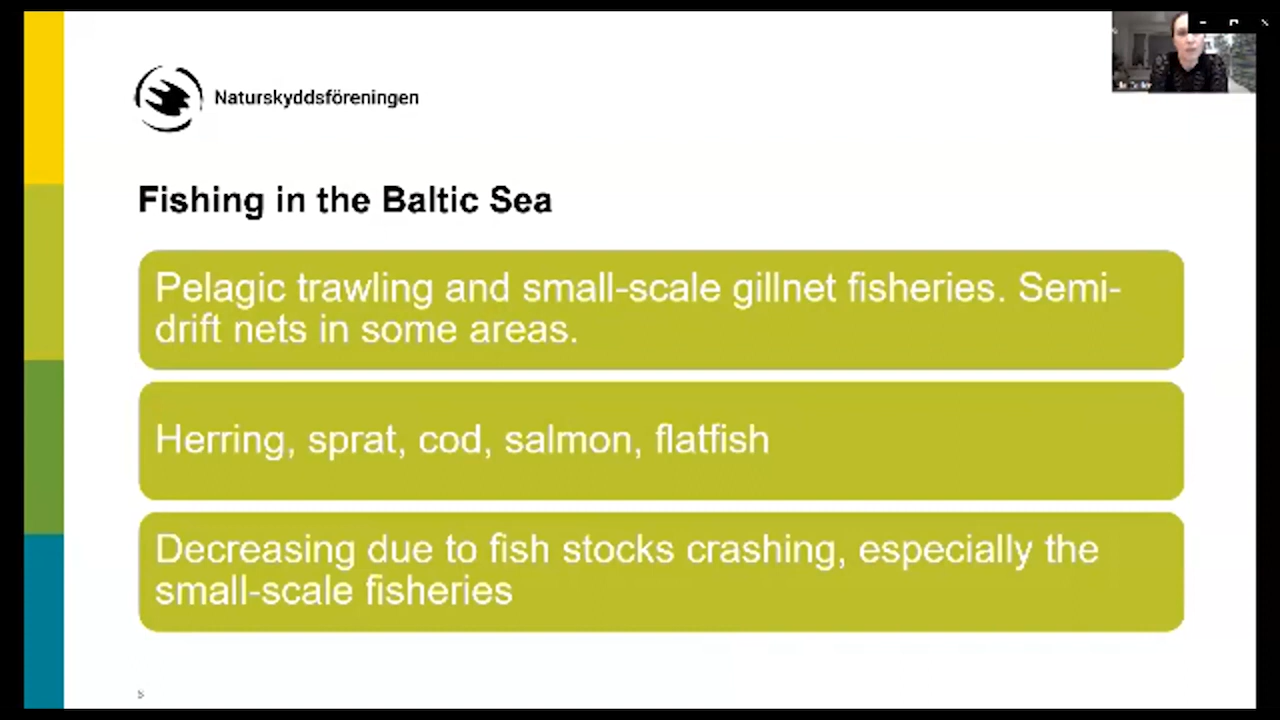 Naturskyddsföreningen
Fishing in the Baltic Sea
Pelagic trawling and small-scale gillnet fisheries. Semi-
drift nets in some areas.
Herring, sprat, cod, salmon, flatfish
Decreasing due to fish stocks crashing, especially the
small-scale fisheries